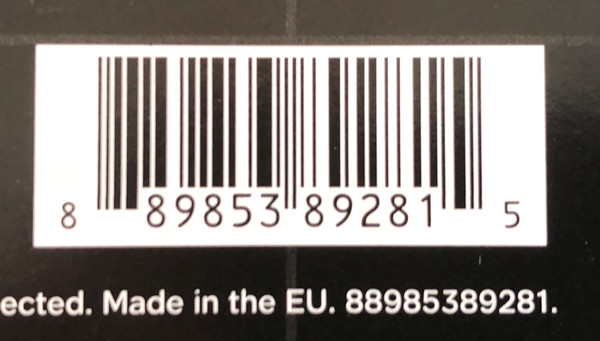 8 89853 89281 5
ected. Made in the EU. 88985389281.